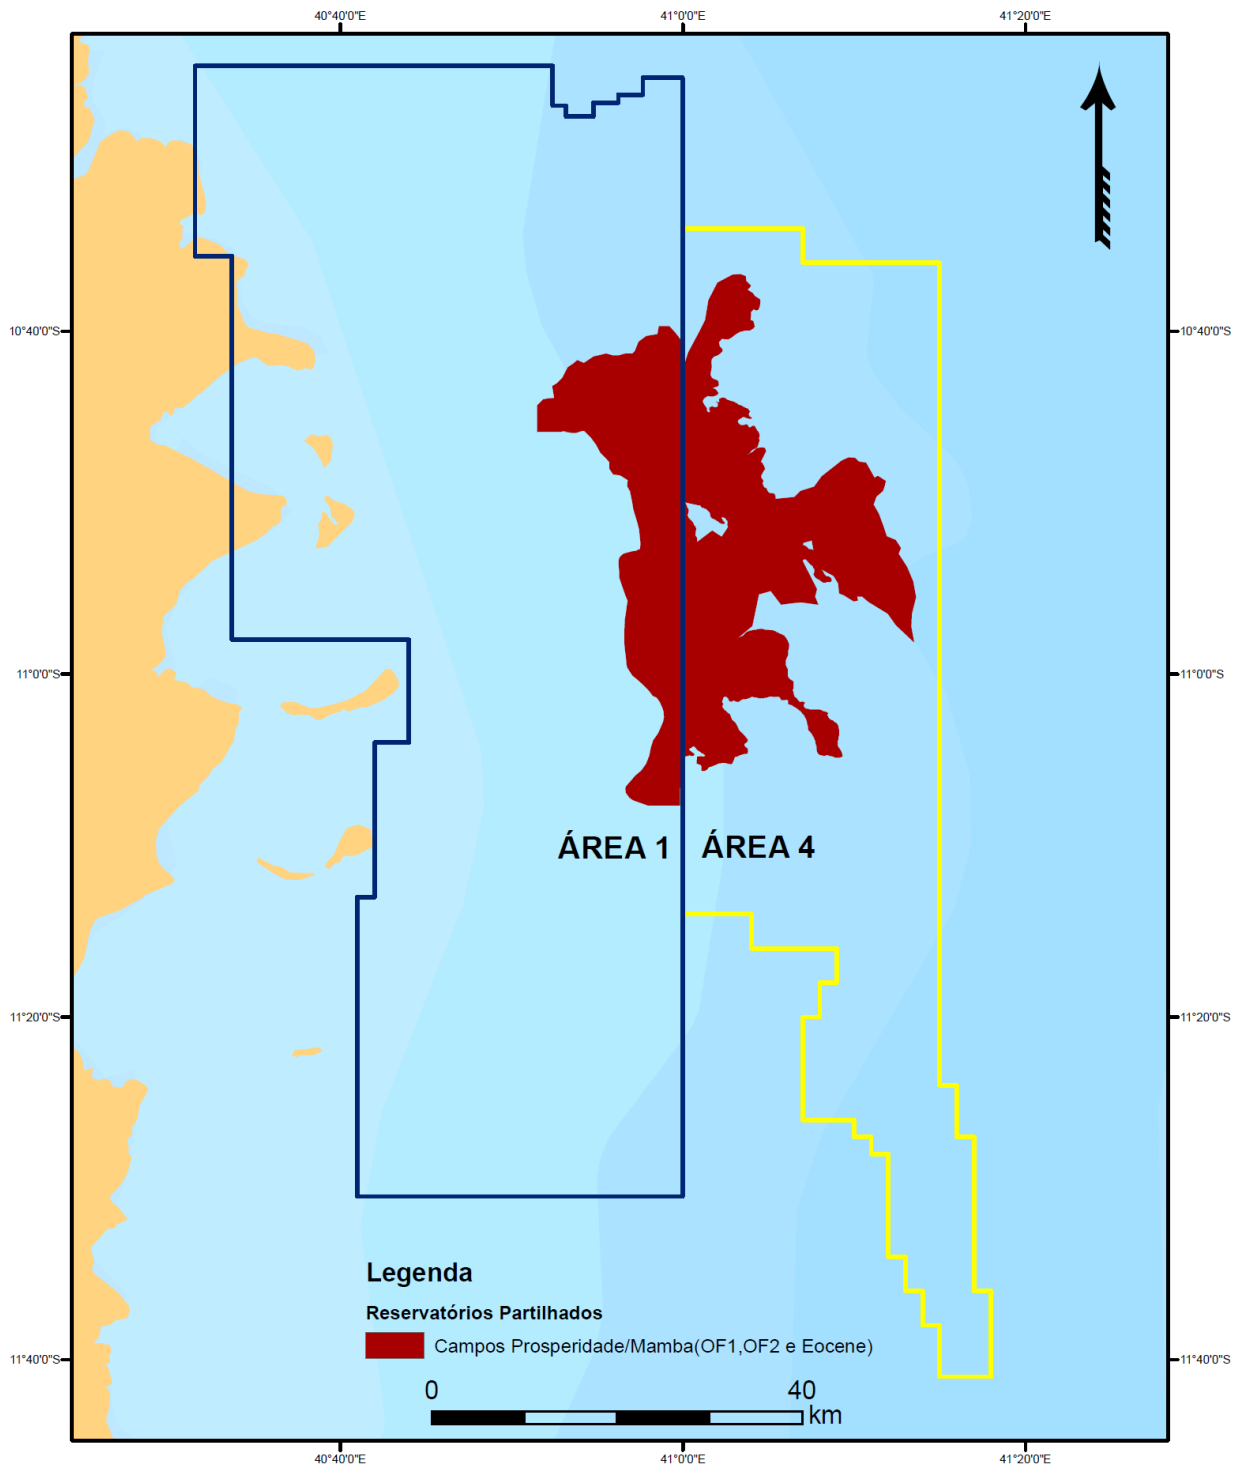 40°40'0"E 41°0'0"E 41°20'0"E
10°40'0"S 10°40'0"S
11°0'0"S 11°0'0"S
ÁREA 1 ÁREA 4
11°20'0"S 11°20'0"S
Legenda
Reservatórios Partilhados
Campos Prosperidade/Mamba(OF1,OF2 e Eocene)
11°40'0"S 11°40'0"S
0 40
km
40°40'0"E 41°0'0"E 41°20'0"E